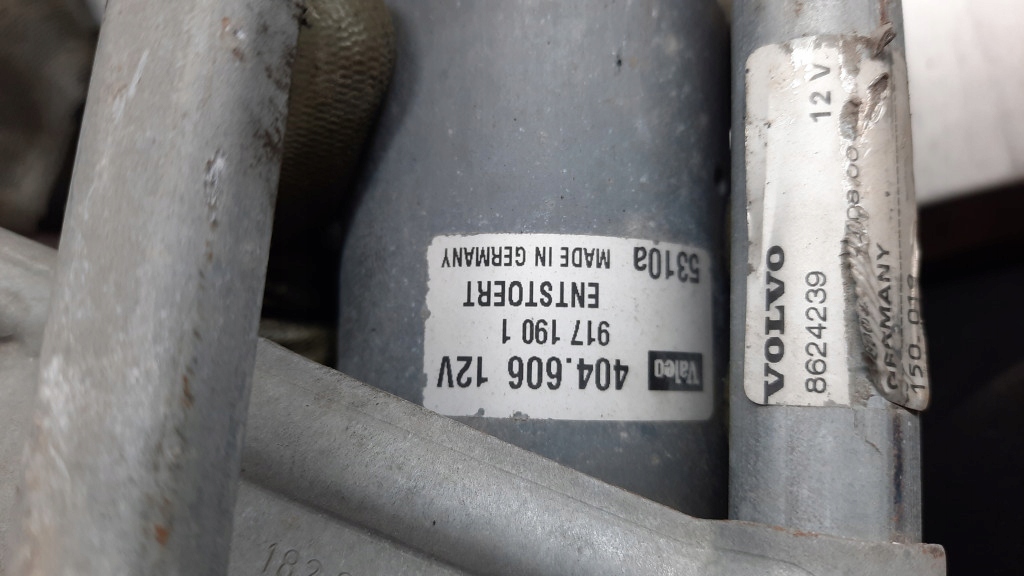 Valeo 404.606 12V
917 190 1
ENTSTOERT
5310a MADE IN GERMANY
VOLVO
8624239 12 V
GERMANY